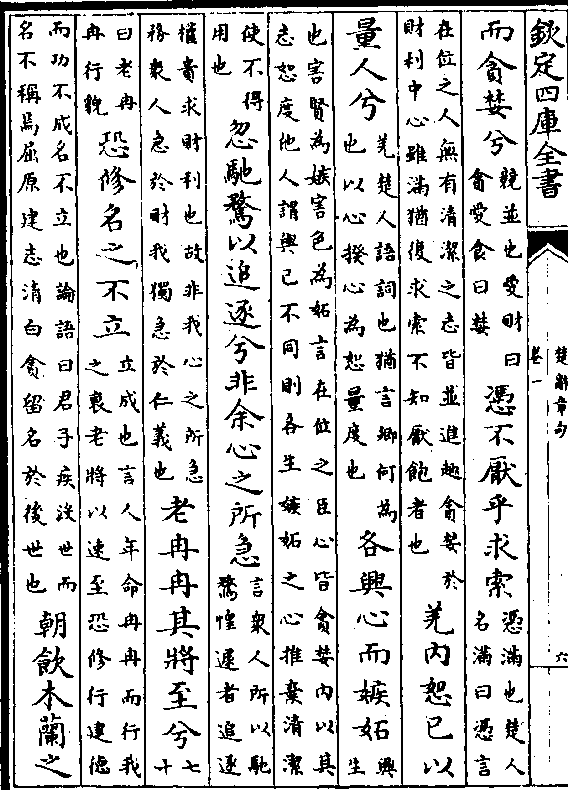 欽定四庫全書
楚辭章句
卷一
六
而貪婪兮競並也愛財曰貪愛食曰婪憑不厭乎求索憑滿也楚人名滿曰憑言
在位之人無有清潔之志皆並進趣貪婪於財利中心雖滿猶復求索不知厭飽者也羌内恕已以
量人兮羌楚人語詞也猶言卿何為也以心揆心為恕量度也各興心而嫉妬興生
也害賢為嫉害色為妬言在位之臣心皆貪婪内以其志恕度他人謂與已不同則各生嫉妬之心推棄清潔
使不得用也忽馳騖以追逐兮非余心之所急言衆人所以馳騖惶遽者追逐
權貴求財利也故非我心之所急務衆人急於財我獨急於仁義也老冉冉其將至兮七十
曰老冉冉行貌恐修名之不立立成也言人年命冉冉而行我之衰老將以速至恐修行建德
而功不成名不立也論語曰君子疾没世而名不稱焉屈原建志清白貪留名於後世也朝飲木蘭之